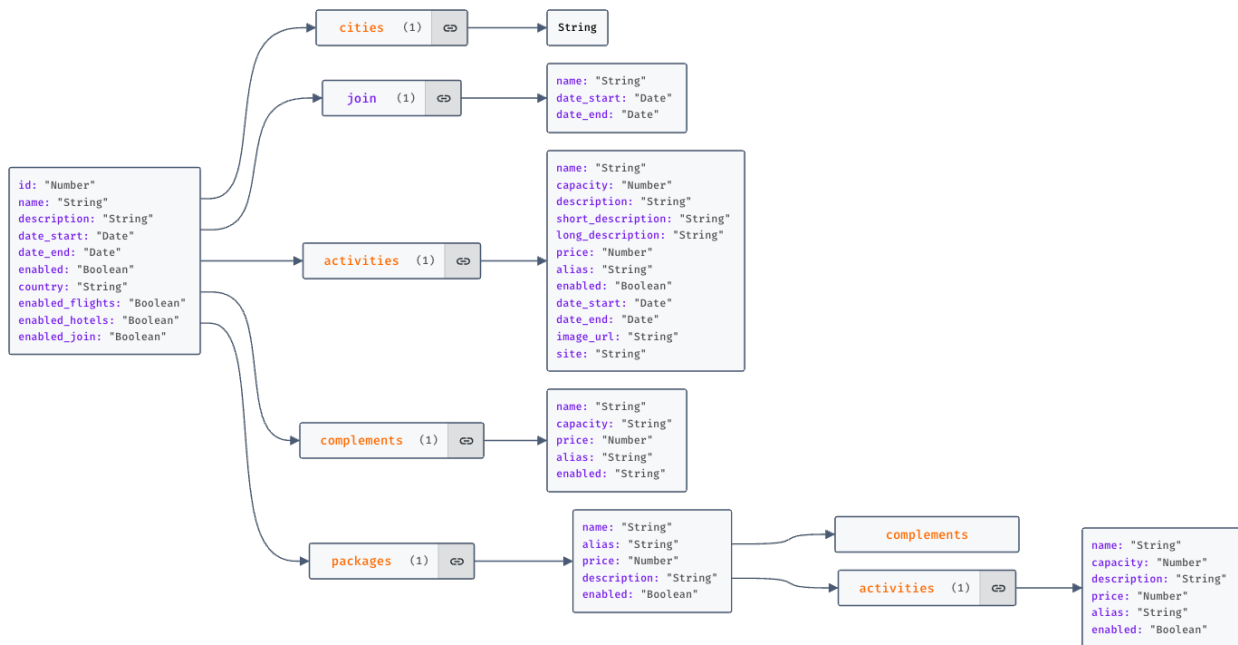 cities (1)
String
join (1)
name: "String"
date_start: "Date"
date_end: "Date"
id: "Number"
name: "String"
description: "String"
date_start: "Date"
date_end: "Date"
enabled: "Boolean"
country: "String"
enabled_flights: "Boolean"
enabled_hotels: "Boolean"
enabled_join: "Boolean"
activities (1)
name: "String"
capacity: "Number"
description: "String"
short_description: "String"
long_description: "String"
price: "Number"
alias: "String"
enabled: "Boolean"
date_start: "Date"
date_end: "Date"
image_url: "String"
site: "String"
complements (1)
name: "String"
capacity: "String"
price: "Number"
alias: "String"
enabled: "String"
packages (1)
name: "String"
alias: "String"
price: "Number"
description: "String"
enabled: "Boolean"
complements
activities (1)
name: "String"
capacity: "Number"
description: "String"
price: "Number"
alias: "String"
enabled: "Boolean"